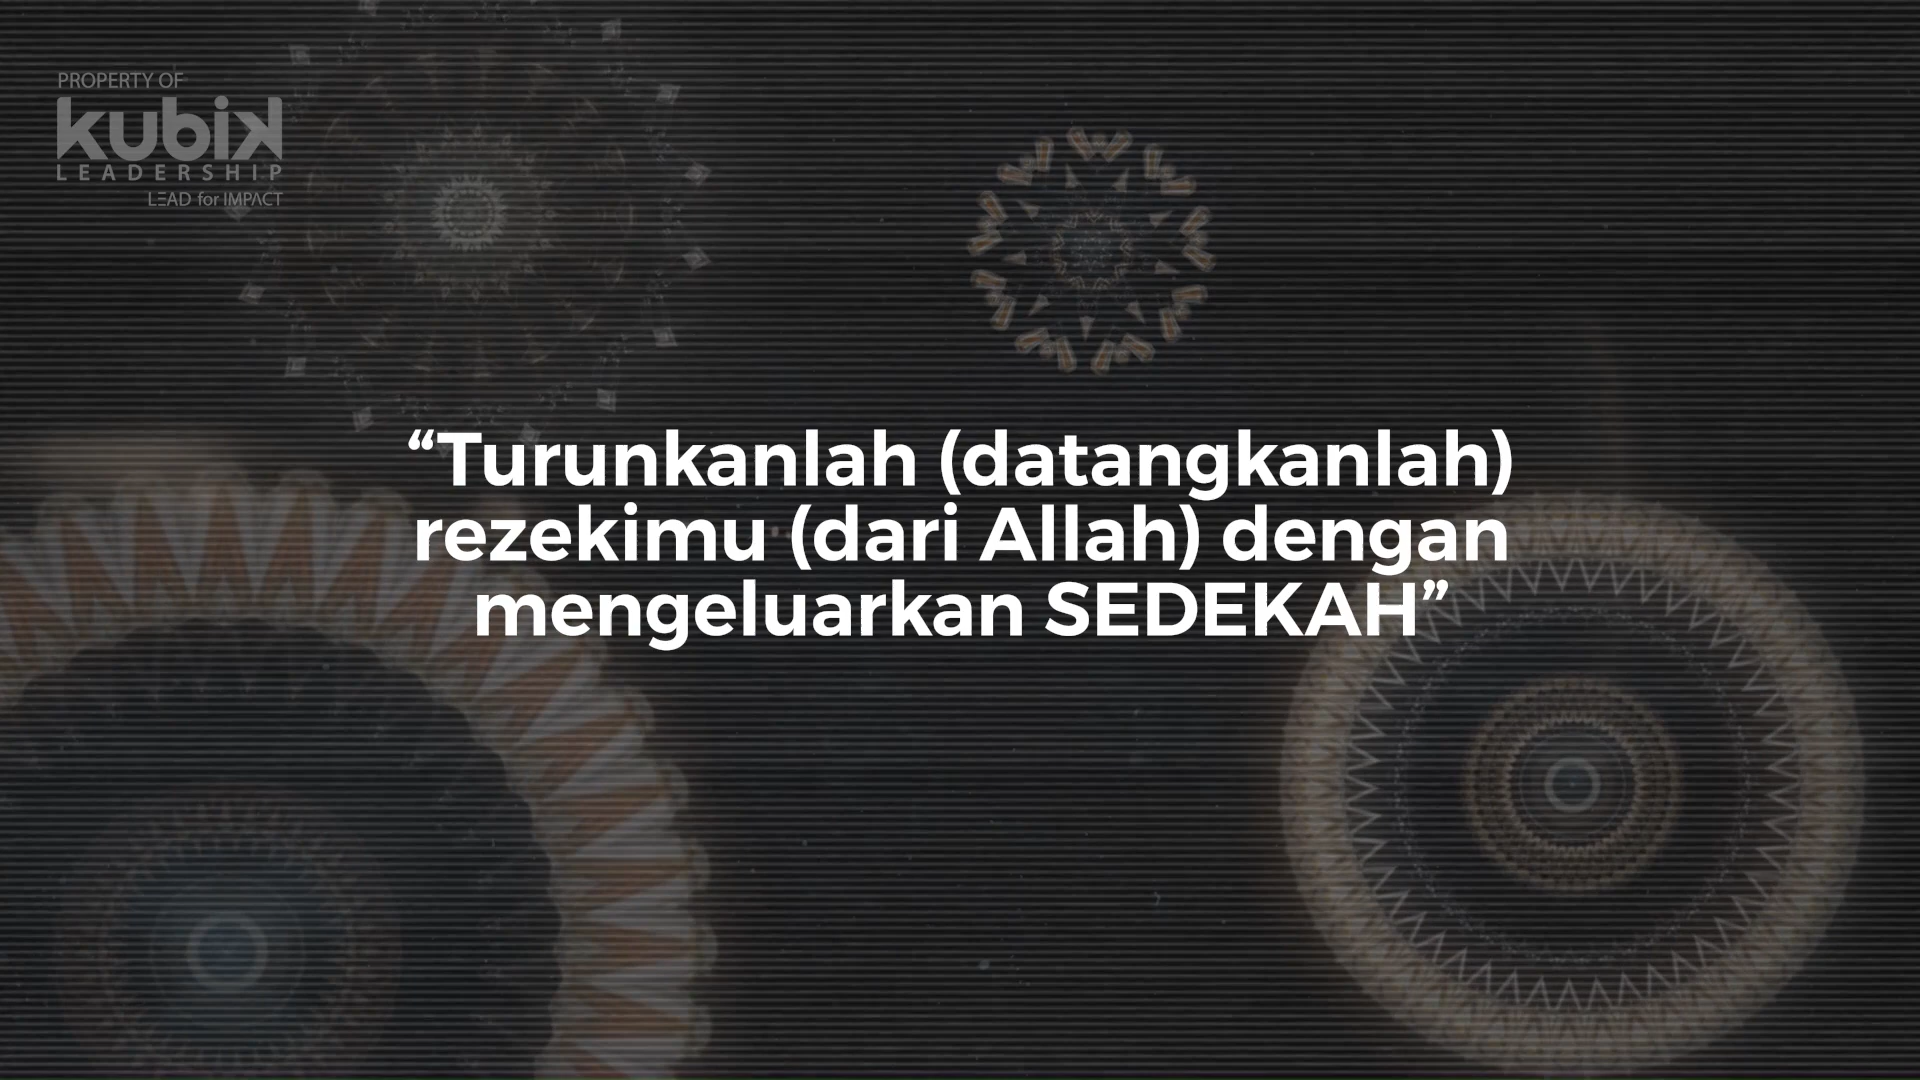 PROPERTY OF
kubik
LEADERSHIP
LEAD for IMPACT
“Turunkanlah (datangkanlah)
rezekimu (dari Allah) dengan
mengeluarkan SEDEKAH”